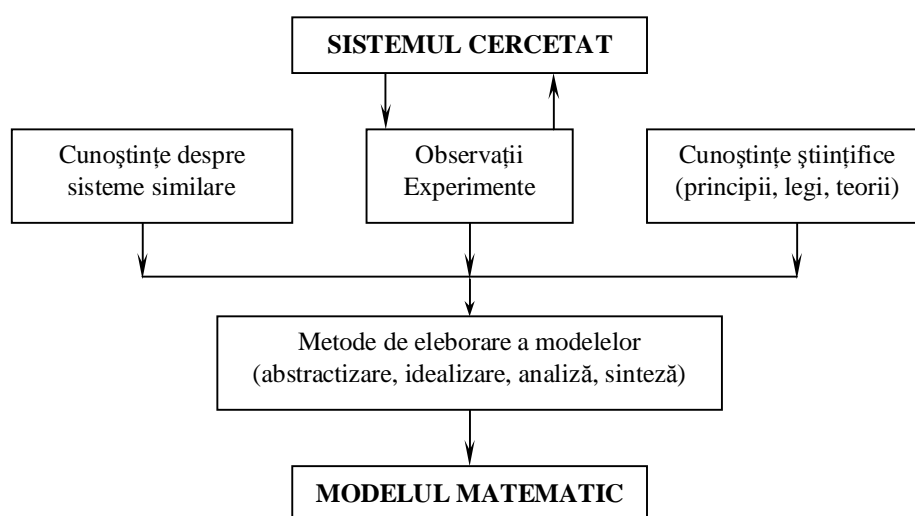 SISTEMUL CERCETAT
Cunoştinţe despre
sisteme similare
Observaţii
Experimente
Cunoştinţe ştiinţifice
(principii, legi, teorii)
Metode de eleborare a modelelor
(abstractizare, idealizare, analiză, sinteză)
MODELUL MATEMATIC